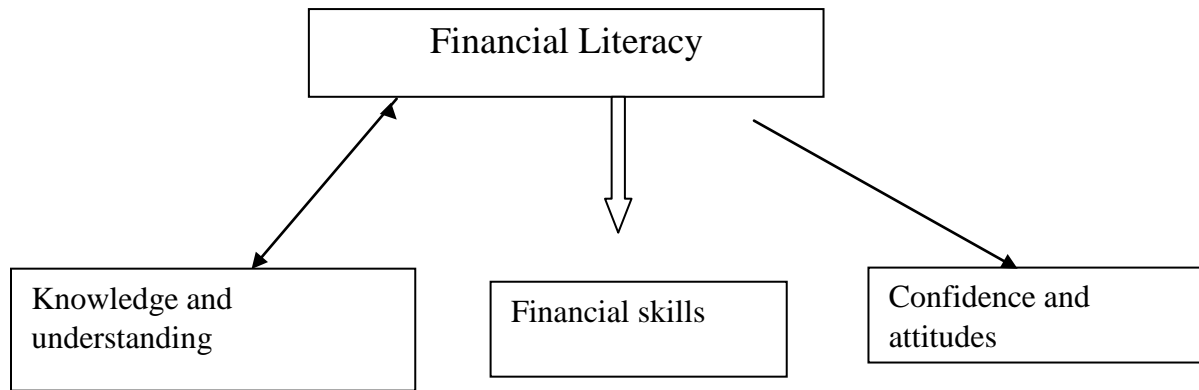 Financial Literacy
Knowledge and
understanding
Financial skills
Confidence and
attitudes